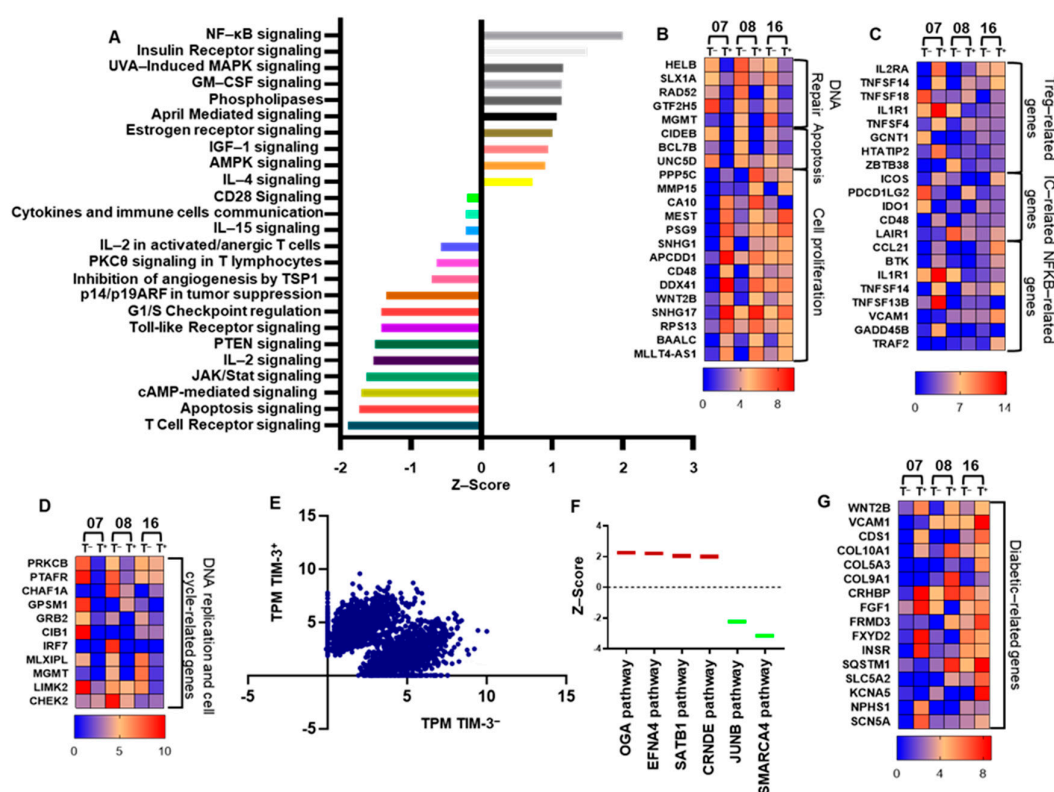 A
NF–κB signaling
Insulin Receptor signaling
UVA–Induced MAPK signaling
GM–CSF signaling
Phospholipases
April Mediated signaling
Estrogen receptor signaling
IGF–1 signaling
AMPK signaling
IL–4 signaling
CD28 Signaling
Cytokines and immune cells communication
IL–15 signaling
IL–2 in activated/anergic T cells
PKCθ signaling in T lymphocytes
Inhibition of angiogenesis by TSP1
p14/p19ARF in tumor suppression
G1/S Checkpoint regulation
Toll–like Receptor signaling
PTEN signaling
IL–2 signaling
JAK/Stat signaling
cAMP–mediated signaling
Apoptosis signaling
T Cell Receptor signaling
-2 -1 0 1 2 3
Z–Score
B
07 08 16
T⁻ T⁺ T⁻ T⁺ T⁻ T⁺
HELB
SLX1A
RAD52
GTF2H5
MGMT
CIDEB
BCL7B
UNC5D
PPP5C
MMP15
CA10
MEST
PSG9
SNHG1
APCDD1
CD48
DDX41
WNT2B
SNHG17
RPS13
BAALC
MLLT4-AS1
DNA
Repair
Apoptosis
Cell proliferation
0 4 8
C
07 08 16
T⁻ T⁺ T⁻ T⁺ T⁻ T⁺
IL2RA
TNFSF14
TNFSF18
IL1R1
TNFSF4
GCNT1
HTATIP2
ZBTB38
ICOS
PDCD1LG2
IDO1
CD48
LAIR1
CCL21
BTK
IL1R1
TNFSF14
TNFSF13B
VCAM1
GADD45B
TRAF2
Treg–related
genes
IC–related
genes
NFKB–related
genes
0 7 14
D
07 08 16
T⁻ T⁺ T⁻ T⁺ T⁻ T⁺
PRKCB
PTAFR
CHAF1A
GPSM1
GRB2
CIB1
IRF7
MLXIPL
MGMT
LIMK2
CHEK2
DNA replication and cell
cycle-related genes
0 5 10
E
TPM TIM-3⁺
15
10
5
-5
-5 0 5 10 15
TPM TIM-3⁻
F
Z–Score
4
2
0
-2
-4
OGA pathway
EFNA4 pathway
SATB1 pathway
CRNDE pathway
JUNB pathway
SMARCA4 pathway
G
07 08 16
T⁻ T⁺ T⁻ T⁺ T⁻ T⁺
WNT2B
VCAM1
CDS1
COL10A1
COL5A3
COL9A1
CRHBP
FGF1
FRMD3
FXYD2
INSR
SQSTM1
SLC5A2
KCNA5
NPHS1
SCN5A
Diabetic–related genes
0 4 8